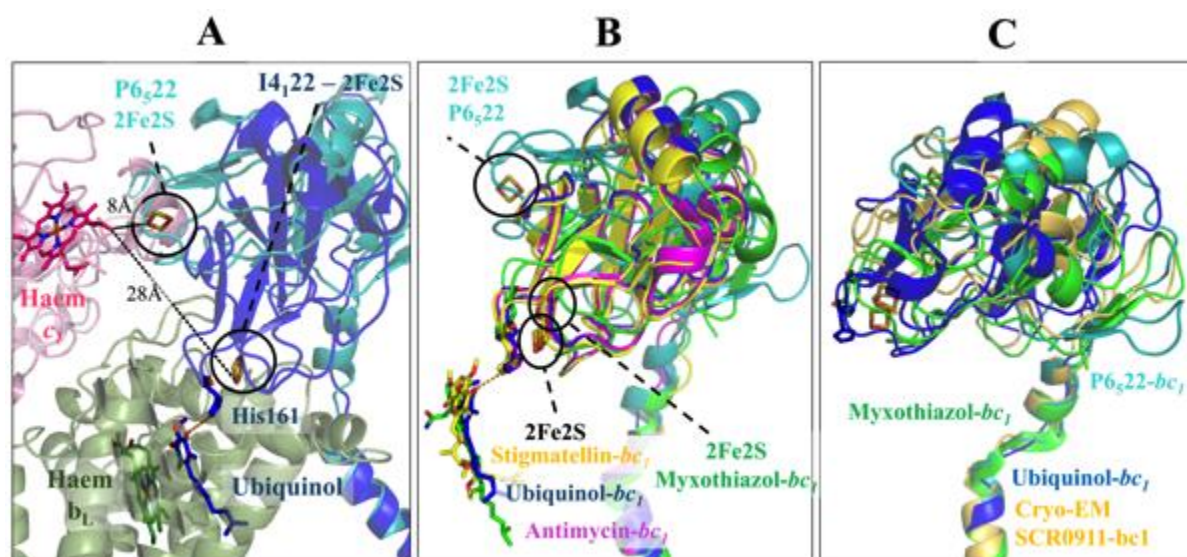 A
P6₅22
2Fe2S
I4₁22 – 2Fe2S
8Å
28Å
Haem
c₁
His161
Haem
b_L
Ubiquinol
B
2Fe2S
P6₅22
2Fe2S
Stigmatellin-bc₁
Ubiquinol-bc₁
Antimycin-bc₁
2Fe2S
Myxothiazol-bc₁
C
P6₅22-bc₁
Myxothiazol-bc₁
Ubiquinol-bc₁
Cryo-EM
SCR0911-bc1